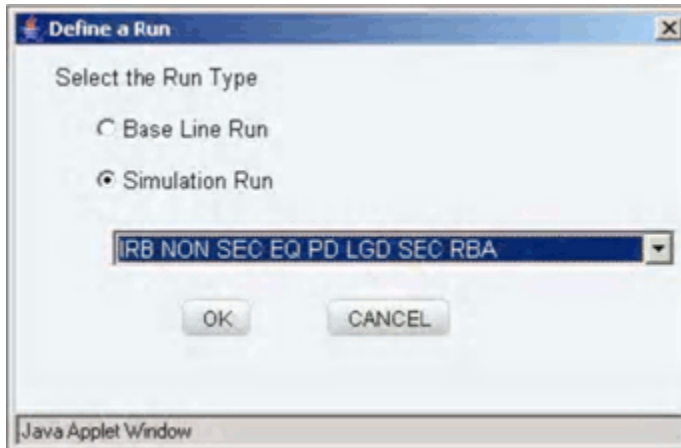 Define a Run
Select the Run Type
Base Line Run
Simulation Run
IRB NON SEC EQ PD LGD SEC RBA
OK CANCEL
Java Applet Window